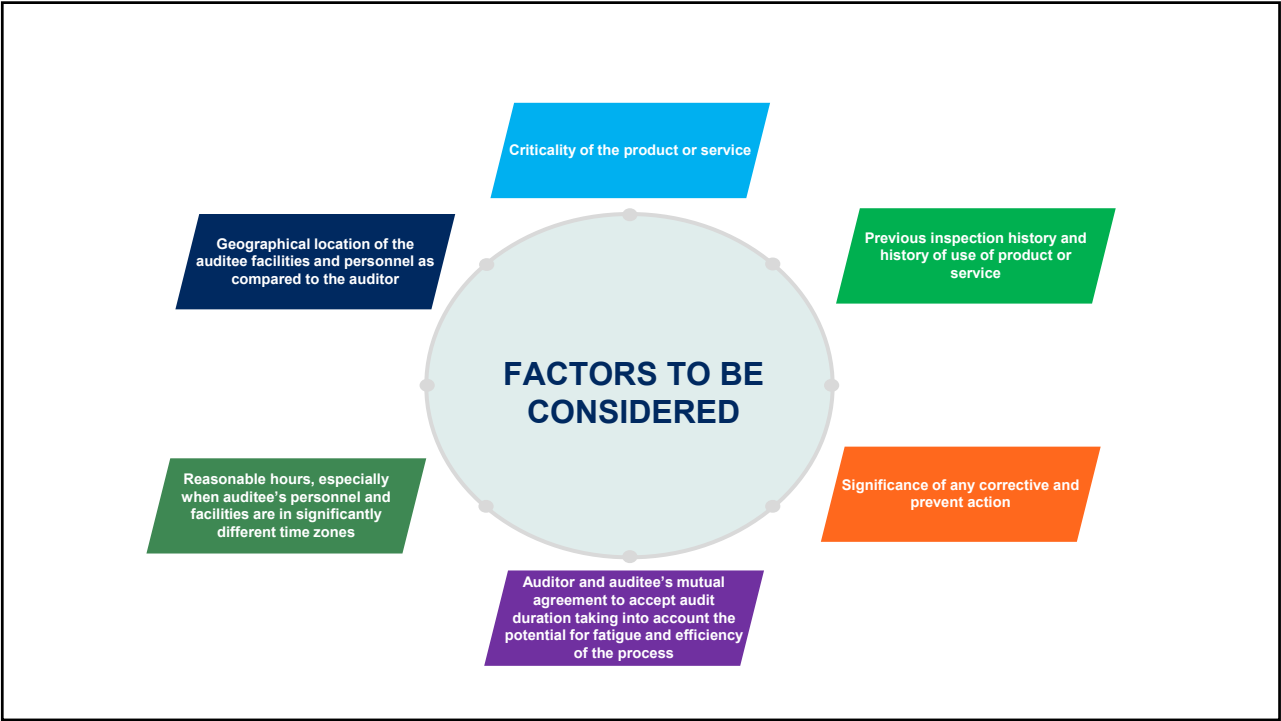 Criticality of the product or service
Geographical location of the
auditee facilities and personnel as
compared to the auditor
Previous inspection history and
history of use of product or
service
FACTORS TO BE
CONSIDERED
Reasonable hours, especially
when auditee’s personnel and
facilities are in significantly
different time zones
Significance of any corrective and
prevent action
Auditor and auditee’s mutual
agreement to accept audit
duration taking into account the
potential for fatigue and efficiency
of the process